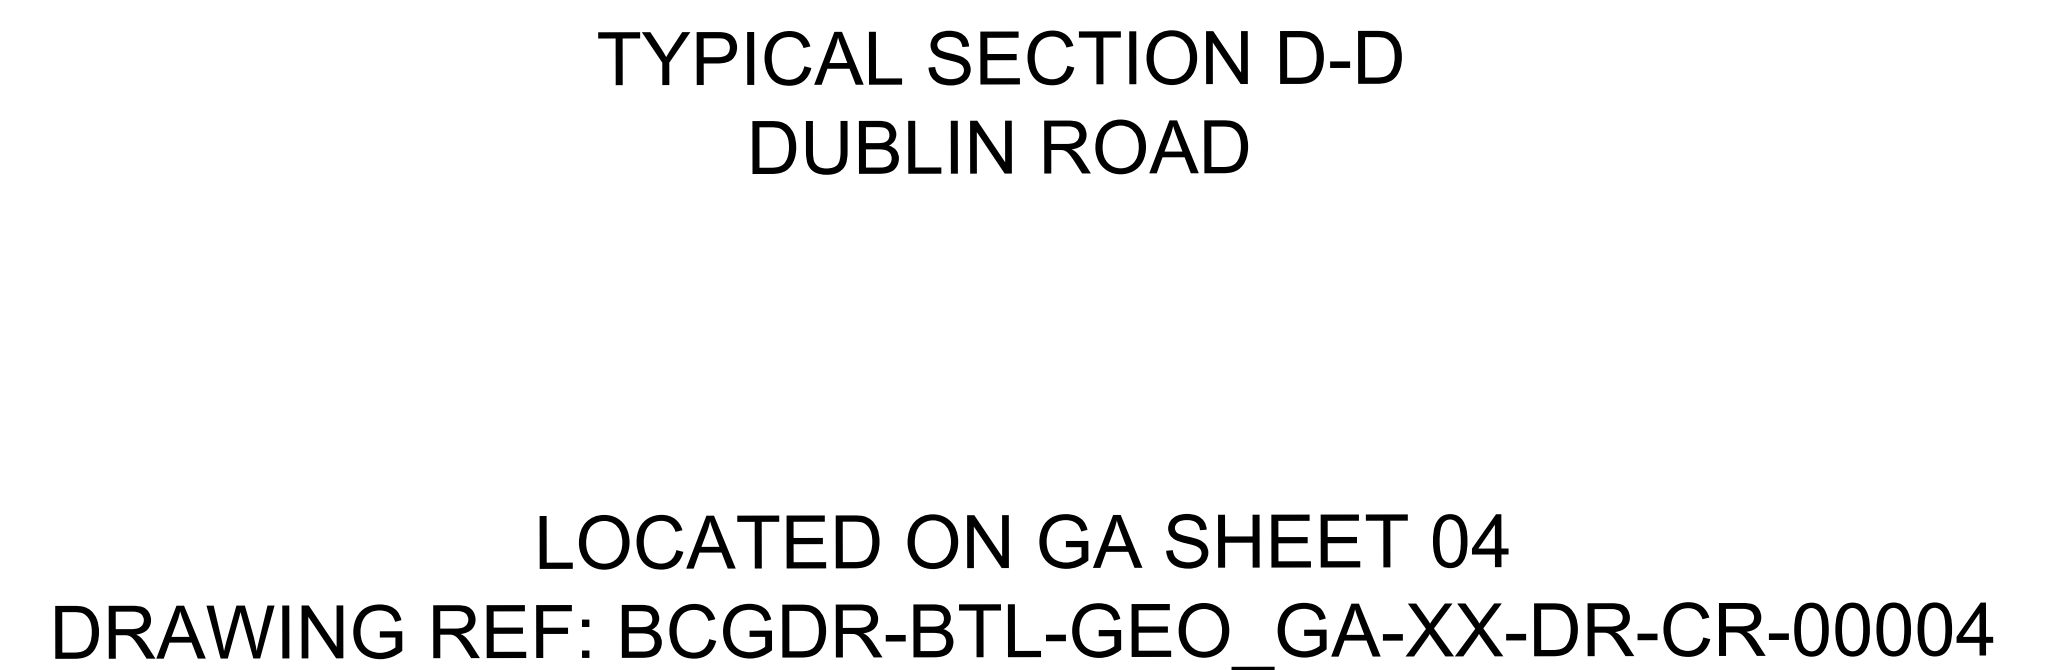 TYPICAL SECTION D-D
DUBLIN ROAD
LOCATED ON GA SHEET 04
DRAWING REF: BCGDR-BTL-GEO_GA-XX-DR-CR-00004